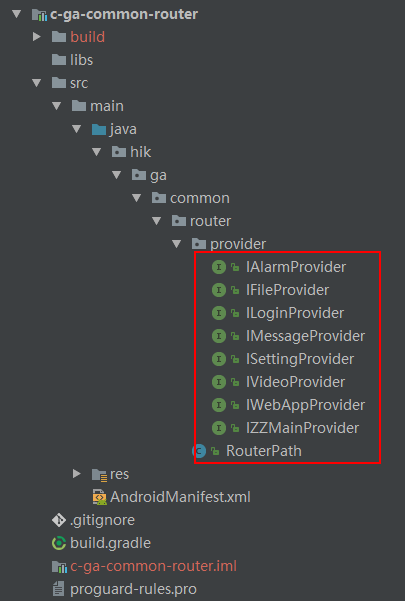 c-ga-common-router
build
libs
src
main
java
hik
ga
common
router
provider
IAlarmProvider
IFileProvider
ILoginProvider
IMessageProvider
ISettingProvider
IVideoProvider
IWebAppProvider
IZZMainProvider
RouterPath
res
AndroidManifest.xml
.gitignore
build.gradle
c-ga-common-router.iml
proguard-rules.pro